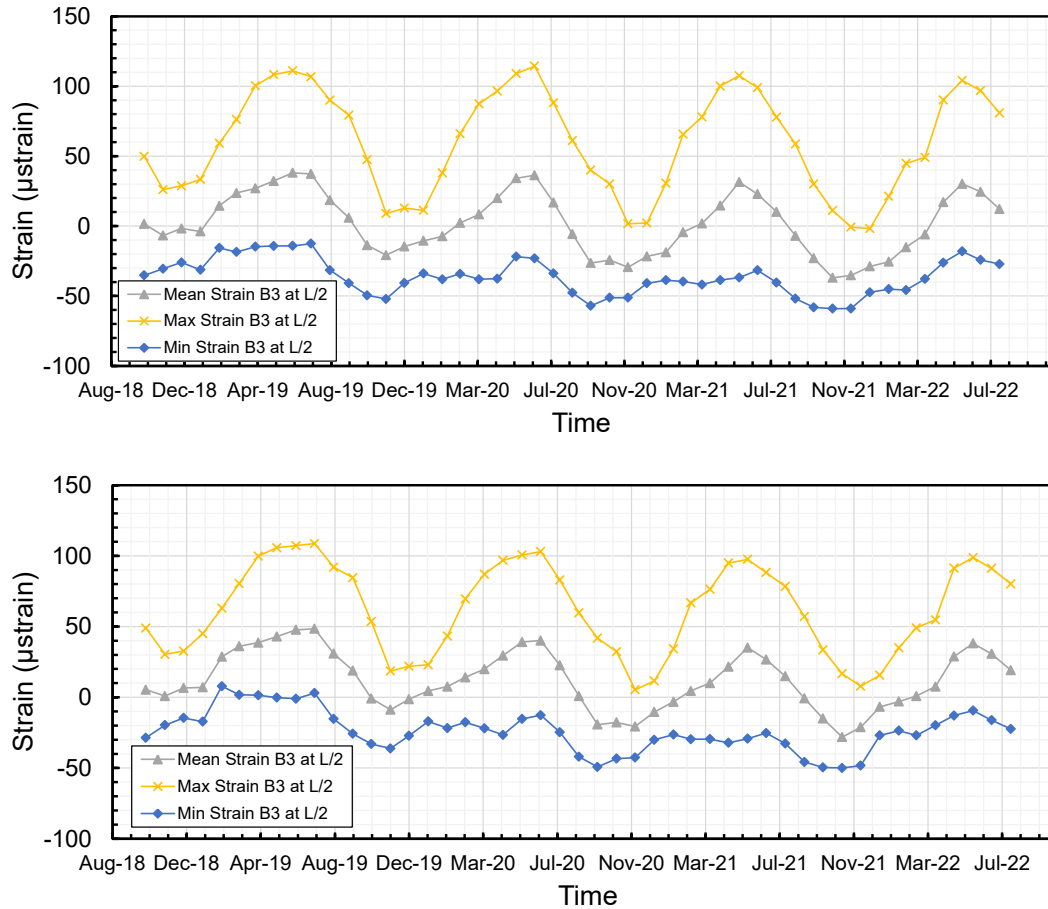 150
100
50
0
-50
-100
Strain (µstrain)
Mean Strain B3 at L/2
Max Strain B3 at L/2
Min Strain B3 at L/2
Aug-18 Dec-18 Apr-19 Aug-19 Dec-19 Mar-20 Jul-20 Nov-20 Mar-21 Jul-21 Nov-21 Mar-22 Jul-22
Time
150
100
50
0
-50
-100
Strain (µstrain)
Mean Strain B3 at L/2
Max Strain B3 at L/2
Min Strain B3 at L/2
Aug-18 Dec-18 Apr-19 Aug-19 Dec-19 Mar-20 Jul-20 Nov-20 Mar-21 Jul-21 Nov-21 Mar-22 Jul-22
Time